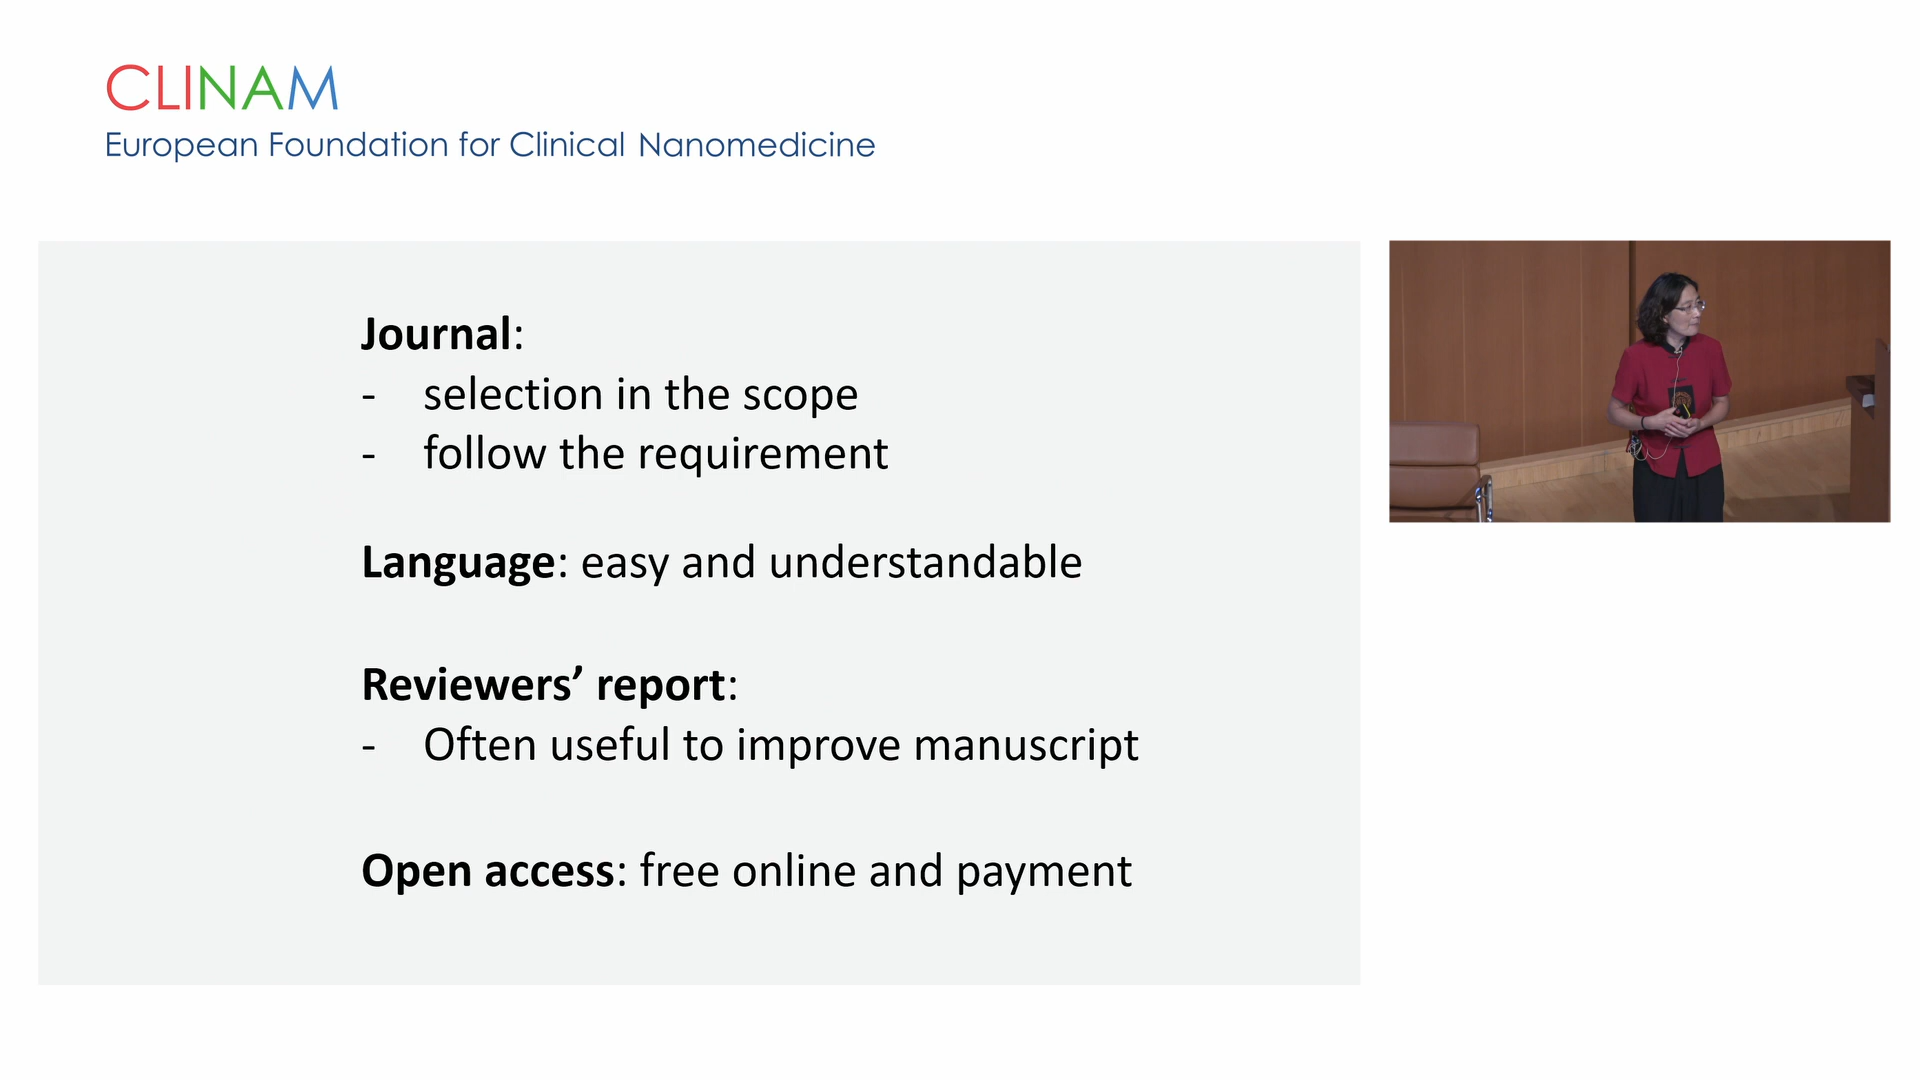 CLINAM
European Foundation for Clinical Nanomedicine
Journal:
- selection in the scope
- follow the requirement
Language: easy and understandable
Reviewers’ report:
- Often useful to improve manuscript
Open access: free online and payment